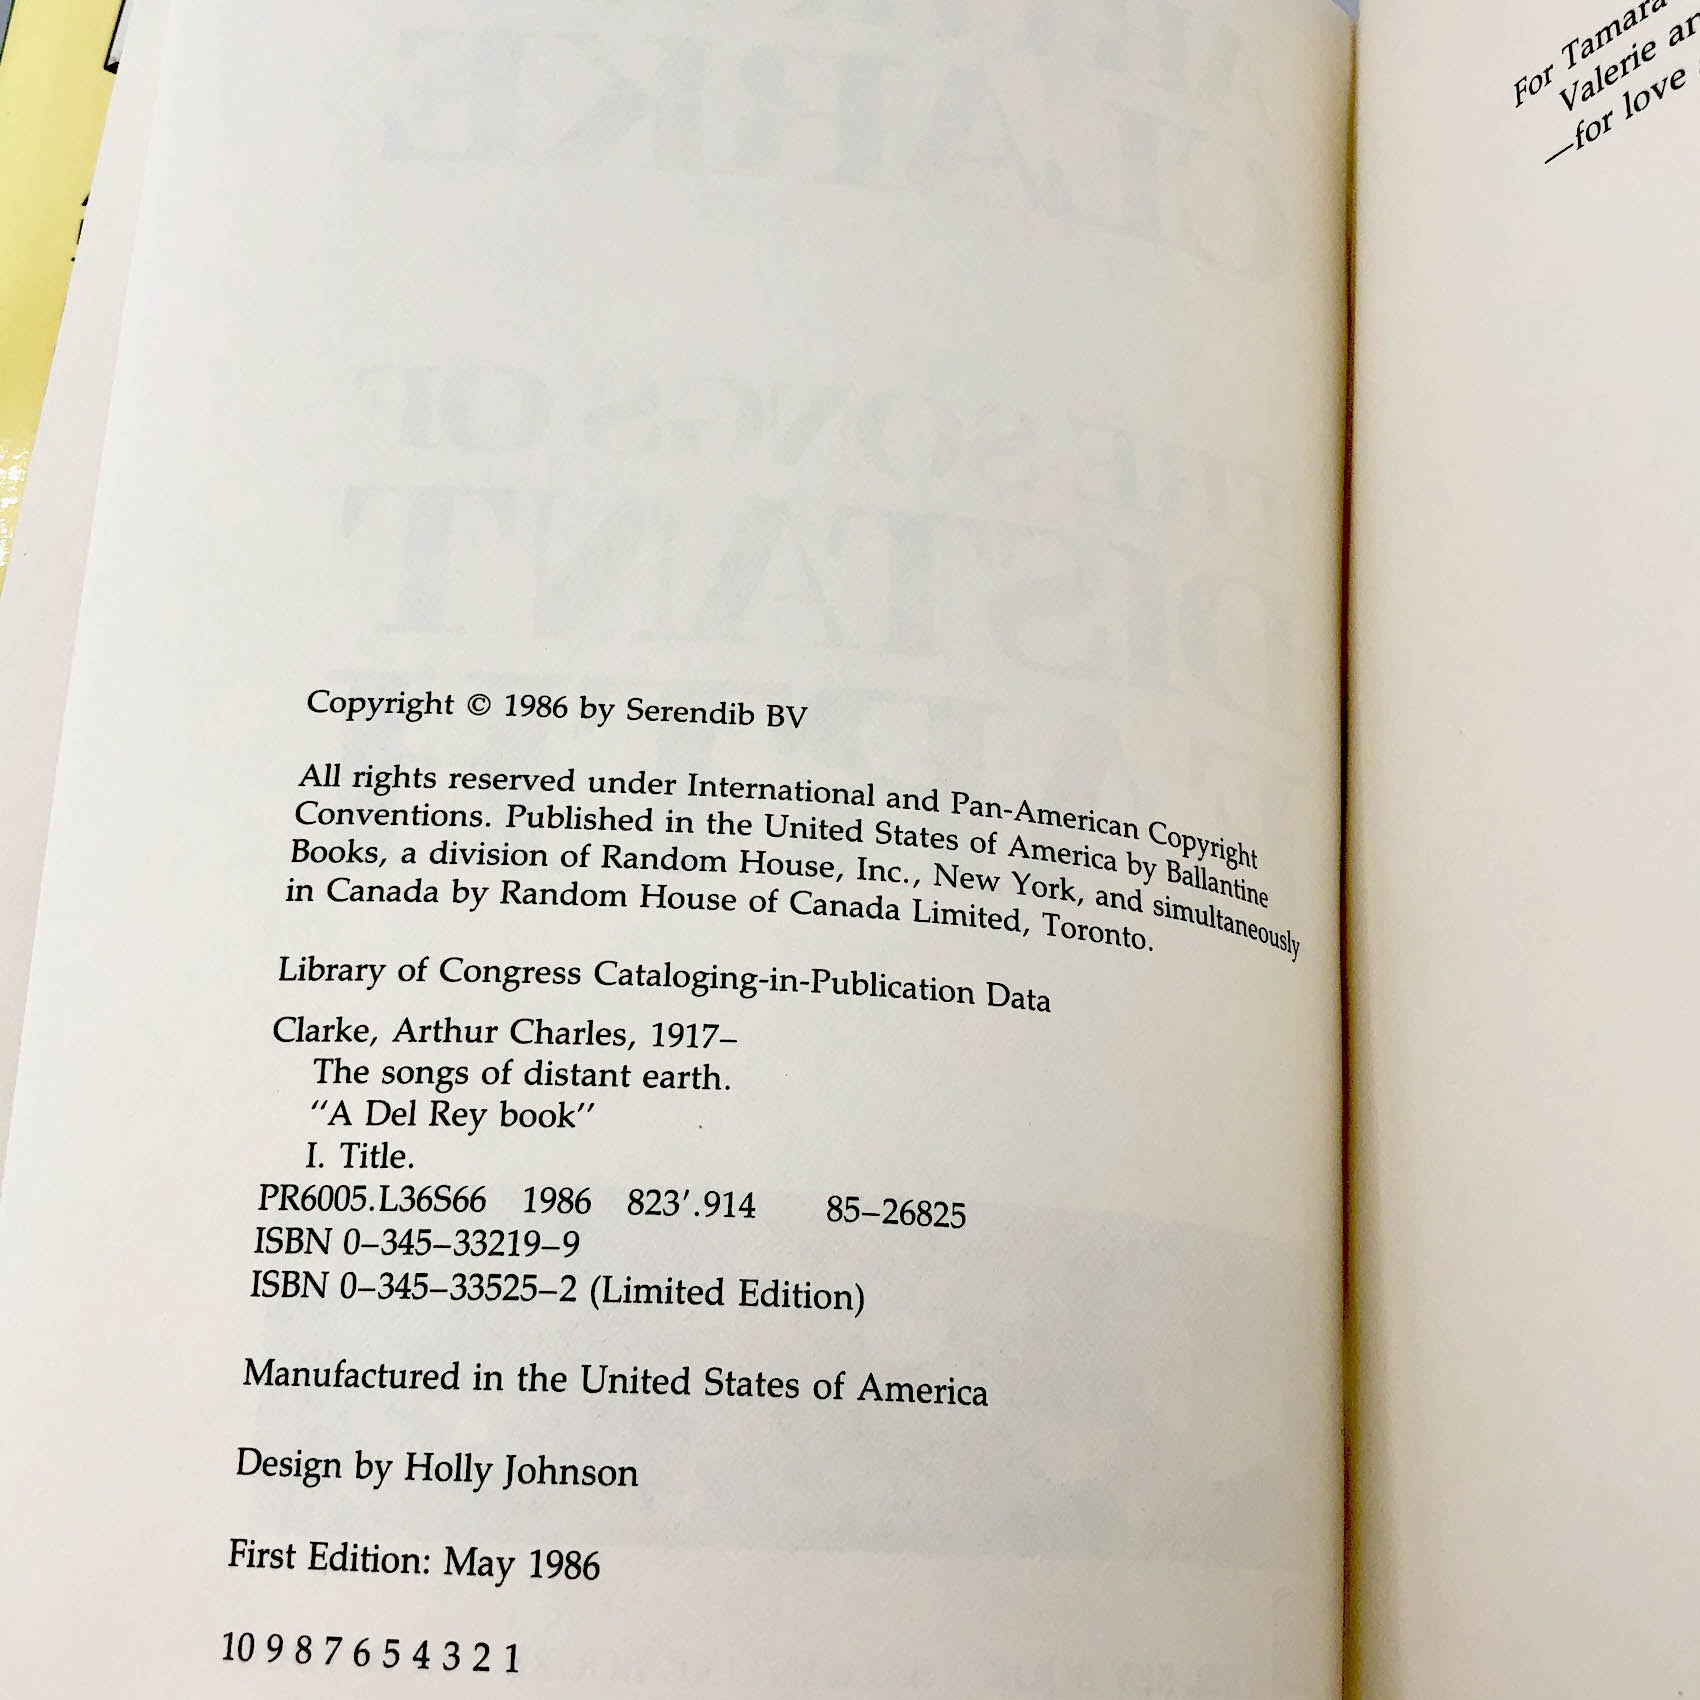 Copyright © 1986 by Serendib BV
All rights reserved under International and Pan-American Copyright
Conventions. Published in the United States of America by Ballantine
Books, a division of Random House, Inc., New York, and simultaneously
in Canada by Random House of Canada Limited, Toronto.
Library of Congress Cataloging-in-Publication Data
Clarke, Arthur Charles, 1917–
The songs of distant earth.
"A Del Rey book"
I. Title.
PR6005.L36S66 1986 823'.914 85–26825
ISBN 0–345–33219–9
ISBN 0–345–33525–2 (Limited Edition)
Manufactured in the United States of America
Design by Holly Johnson
First Edition: May 1986
10 9 8 7 6 5 4 3 2 1
For Tamara
Valerie
—for love